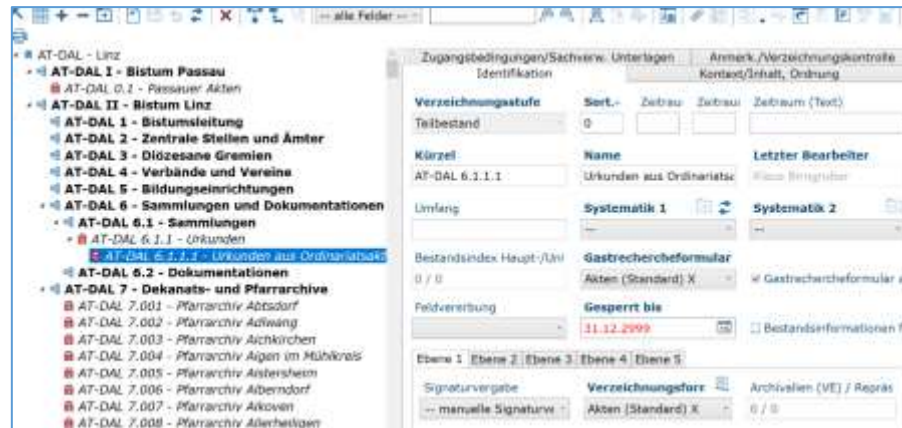 -- alle Felder --
AT-DAL - Linz
AT-DAL I - Bistum Passau
AT-DAL 0.1 - Passauer Akten
AT-DAL II - Bistum Linz
AT-DAL 1 - Bistumsleitung
AT-DAL 2 - Zentrale Stellen und Ämter
AT-DAL 3 - Diözesane Gremien
AT-DAL 4 - Verbände und Vereine
AT-DAL 5 - Bildungseinrichtungen
AT-DAL 6 - Sammlungen und Dokumentationen
AT-DAL 6.1 - Sammlungen
AT-DAL 6.1.1 - Urkunden
AT-DAL 6.1.1.1 - Urkunden aus Ordinariatsak
AT-DAL 6.2 - Dokumentationen
AT-DAL 7 - Dekanats- und Pfarrarchive
AT-DAL 7.001 - Pfarrarchiv Abtsdorf
AT-DAL 7.002 - Pfarrarchiv Adlwang
AT-DAL 7.003 - Pfarrarchiv Aichkirchen
AT-DAL 7.004 - Pfarrarchiv Aigen im Mühlkreis
AT-DAL 7.005 - Pfarrarchiv Aistersheim
AT-DAL 7.006 - Pfarrarchiv Alberndorf
AT-DAL 7.007 - Pfarrarchiv Alkoven
AT-DAL 7.008 - Pfarrarchiv Allerheiligen
Zugangsbedingungen/Sachverw. Unterlagen Anmerk./Verzeichnungskontrolle
Identifikation Kontext/Inhalt, Ordnung
Verzeichnungsstufe Sort.- Zeitrau Zeitrau Zeitraum (Text)
Teilbestand 0
Kürzel Name Letzter Bearbeiter
AT-DAL 6.1.1.1 Urkunden aus Ordinariatsa
Umfang Systematik 1 Systematik 2
-- --
Bestandsindex Haupt-/Unt Gastrechercheformular
0 / 0 Akten (Standard) X Gastrechercheformular a
Feldvererbung Gesperrt bis
31.12.2999 Bestandsinformationen f
Ebene 1 Ebene 2 Ebene 3 Ebene 4 Ebene 5
Signaturvergabe Verzeichnungsforr Archivalien (VE) / Repräs
-- manuelle Signaturve Akten (Standard) X 0 / 0